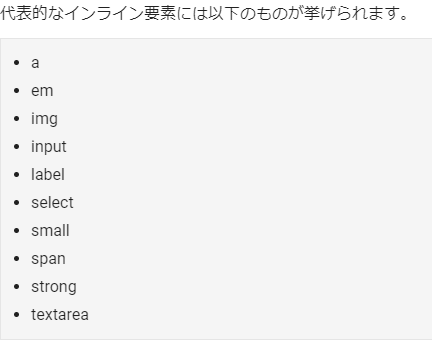 代表的なインライン要素には以下のものが挙げられます。
• a
• em
• img
• input
• label
• select
• small
• span
• strong
• textarea